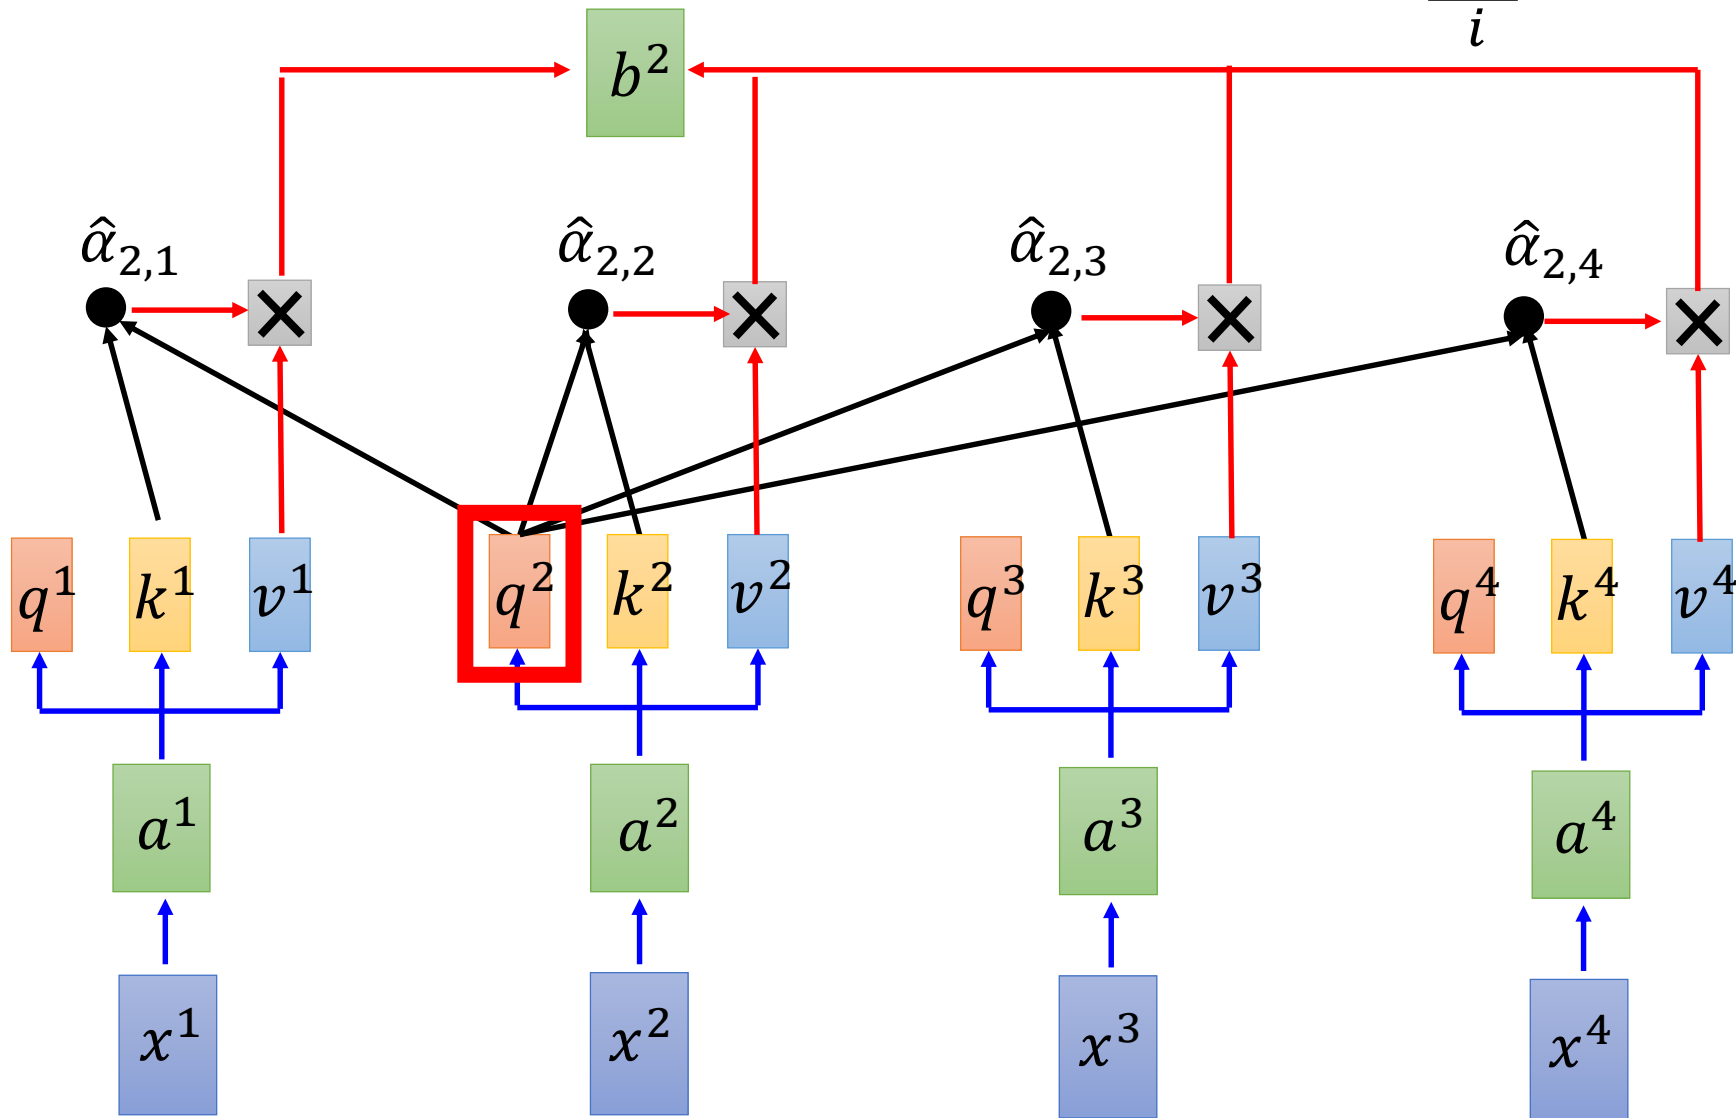 i
b²
α̂₂,₁ α̂₂,₂ α̂₂,₃ α̂₂,₄
× × × ×
q¹ k¹ v¹ q² k² v² q³ k³ v³ q⁴ k⁴ v⁴
a¹ a² a³ a⁴
x¹ x² x³ x⁴